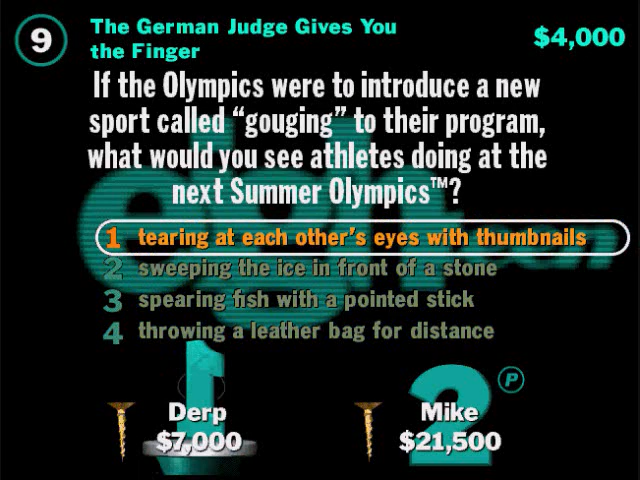 9
The German Judge Gives You
the Finger
$4,000
If the Olympics were to introduce a new
sport called “gouging” to their program,
what would you see athletes doing at the
next Summer Olympics™?
1 tearing at each other's eyes with thumbnails
2 sweeping the ice in front of a stone
3 spearing fish with a pointed stick
4 throwing a leather bag for distance
1
2
P
Derp
$7,000
Mike
$21,500